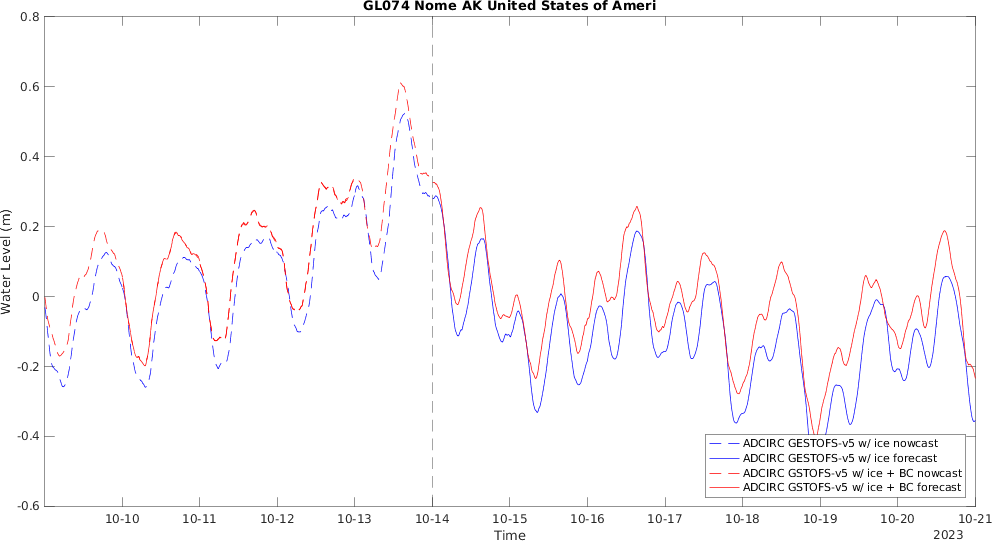 GL074 Nome AK United States of Ameri
Water Level (m)
0.8
0.6
0.4
0.2
0
-0.2
-0.4
-0.6
ADCIRC GESTOFS-v5 w/ ice nowcast
ADCIRC GESTOFS-v5 w/ ice forecast
ADCIRC GSTOFS-v5 w/ ice + BC nowcast
ADCIRC GSTOFS-v5 w/ ice + BC forecast
10-10 10-11 10-12 10-13 10-14 10-15 10-16 10-17 10-18 10-19 10-20 10-21
Time
2023